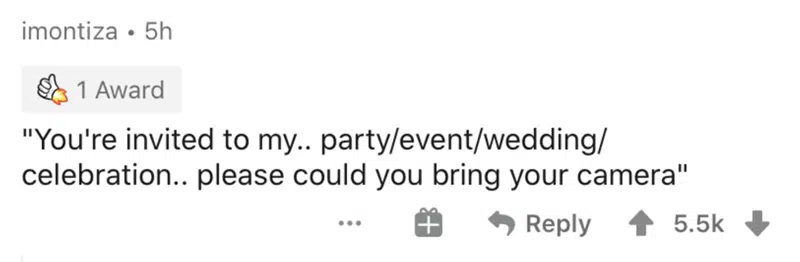 imontiza • 5h
1 Award
"You're invited to my.. party/event/wedding/
celebration.. please could you bring your camera"
Reply 5.5k